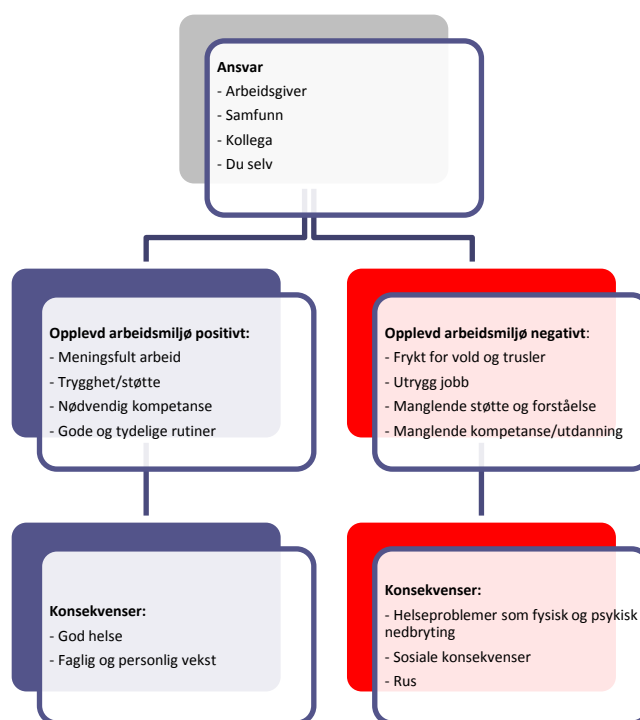 Ansvar
- Arbeidsgiver
- Samfunn
- Kollega
- Du selv
Opplevd arbeidsmiljø positivt:
- Meningsfult arbeid
- Trygghet/støtte
- Nødvendig kompetanse
- Gode og tydelige rutiner
Opplevd arbeidsmiljø negativt:
- Frykt for vold og trusler
- Utrygg jobb
- Manglende støtte og forståelse
- Manglende kompetanse/utdanning
Konsekvenser:
- God helse
- Faglig og personlig vekst
Konsekvenser:
- Helseproblemer som fysisk og psykisk
nedbryting
- Sosiale konsekvenser
- Rus